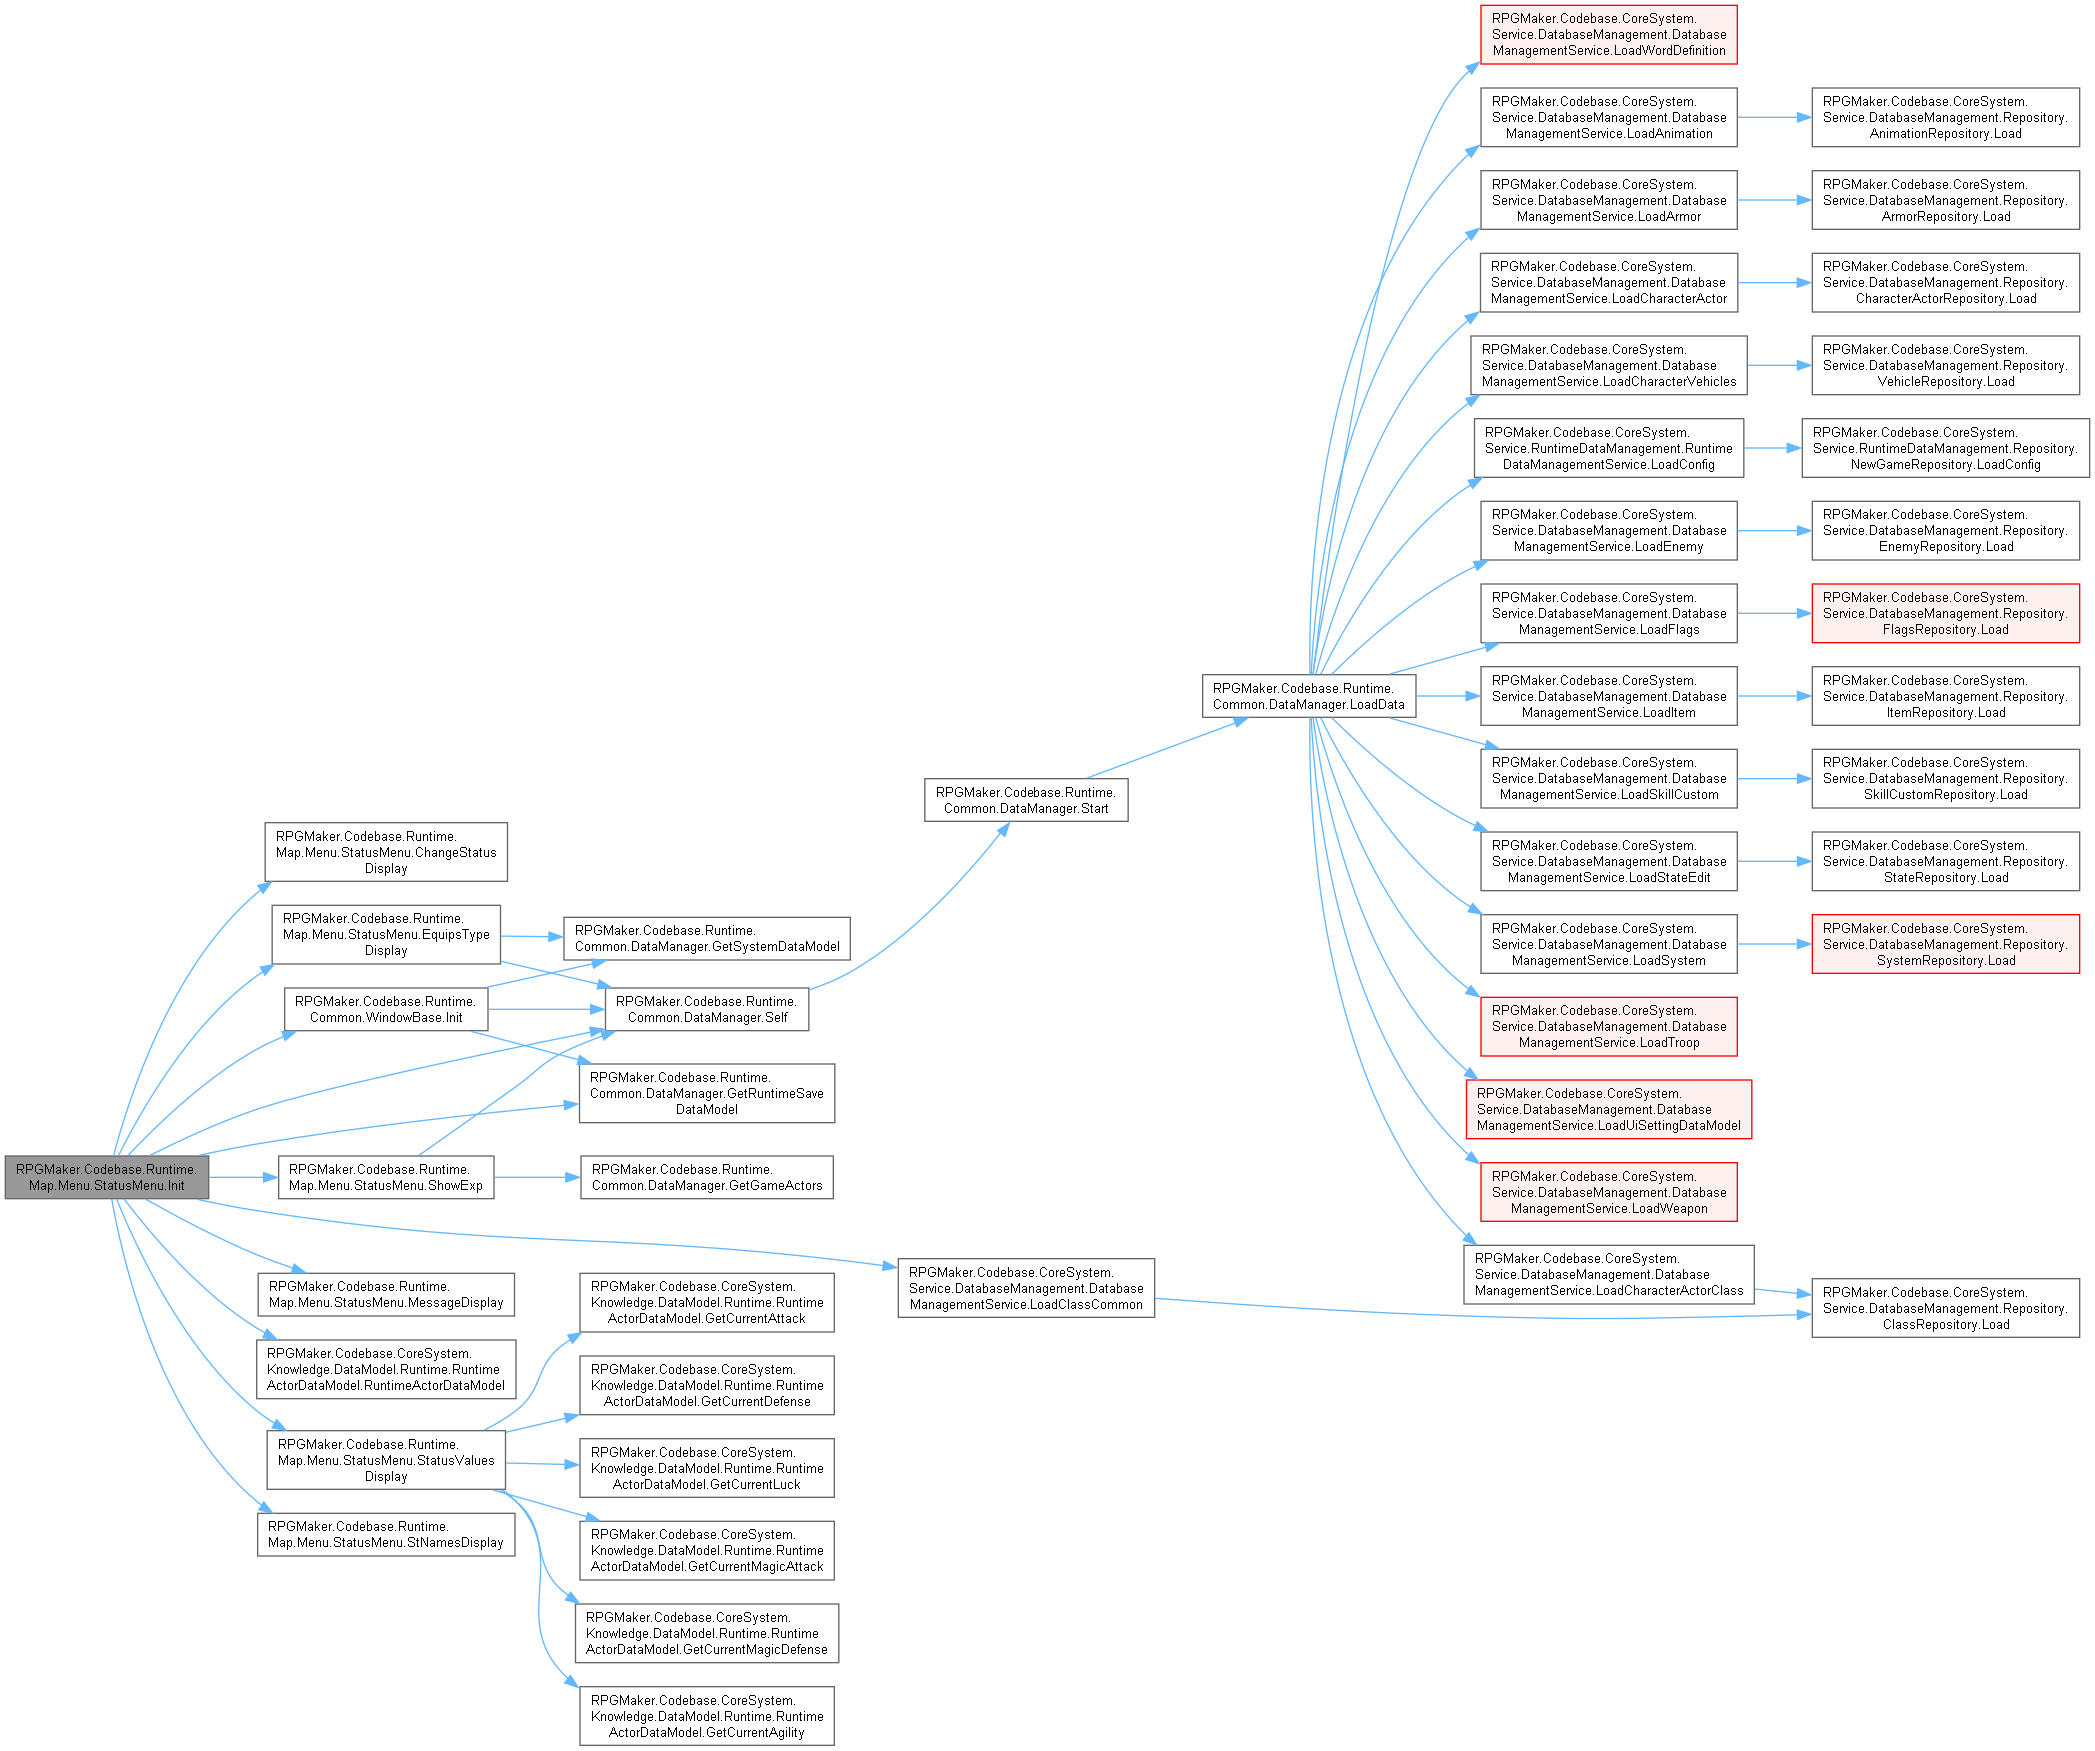 RPGMaker.Codebase.Runtime.
Map.Menu.StatusMenu.Init
RPGMaker.Codebase.Runtime.
Map.Menu.StatusMenu.ChangeStatus
Display
RPGMaker.Codebase.Runtime.
Map.Menu.StatusMenu.EquipsType
Display
RPGMaker.Codebase.Runtime.
Common.WindowBase.Init
RPGMaker.Codebase.Runtime.
Map.Menu.StatusMenu.ShowExp
RPGMaker.Codebase.Runtime.
Map.Menu.StatusMenu.MessageDisplay
RPGMaker.Codebase.CoreSystem.
Knowledge.DataModel.Runtime.Runtime
ActorDataModel.RuntimeActorDataModel
RPGMaker.Codebase.Runtime.
Map.Menu.StatusMenu.StatusValues
Display
RPGMaker.Codebase.Runtime.
Map.Menu.StatusMenu.StNamesDisplay
RPGMaker.Codebase.Runtime.
Common.DataManager.GetSystemDataModel
RPGMaker.Codebase.Runtime.
Common.DataManager.Self
RPGMaker.Codebase.Runtime.
Common.DataManager.GetRuntimeSave
DataModel
RPGMaker.Codebase.Runtime.
Common.DataManager.GetGameActors
RPGMaker.Codebase.CoreSystem.
Knowledge.DataModel.Runtime.Runtime
ActorDataModel.GetCurrentAttack
RPGMaker.Codebase.CoreSystem.
Knowledge.DataModel.Runtime.Runtime
ActorDataModel.GetCurrentDefense
RPGMaker.Codebase.CoreSystem.
Knowledge.DataModel.Runtime.Runtime
ActorDataModel.GetCurrentLuck
RPGMaker.Codebase.CoreSystem.
Knowledge.DataModel.Runtime.Runtime
ActorDataModel.GetCurrentMagicAttack
RPGMaker.Codebase.CoreSystem.
Knowledge.DataModel.Runtime.Runtime
ActorDataModel.GetCurrentMagicDefense
RPGMaker.Codebase.CoreSystem.
Knowledge.DataModel.Runtime.Runtime
ActorDataModel.GetCurrentAgility
RPGMaker.Codebase.Runtime.
Common.DataManager.Start
RPGMaker.Codebase.CoreSystem.
Service.DatabaseManagement.Database
ManagementService.LoadClassCommon
RPGMaker.Codebase.Runtime.
Common.DataManager.LoadData
RPGMaker.Codebase.CoreSystem.
Service.DatabaseManagement.Database
ManagementService.LoadWordDefinition
RPGMaker.Codebase.CoreSystem.
Service.DatabaseManagement.Database
ManagementService.LoadAnimation
RPGMaker.Codebase.CoreSystem.
Service.DatabaseManagement.Database
ManagementService.LoadArmor
RPGMaker.Codebase.CoreSystem.
Service.DatabaseManagement.Database
ManagementService.LoadCharacterActor
RPGMaker.Codebase.CoreSystem.
Service.DatabaseManagement.Database
ManagementService.LoadCharacterVehicles
RPGMaker.Codebase.CoreSystem.
Service.RuntimeDataManagement.Runtime
DataManagementService.LoadConfig
RPGMaker.Codebase.CoreSystem.
Service.DatabaseManagement.Database
ManagementService.LoadEnemy
RPGMaker.Codebase.CoreSystem.
Service.DatabaseManagement.Database
ManagementService.LoadFlags
RPGMaker.Codebase.CoreSystem.
Service.DatabaseManagement.Database
ManagementService.LoadItem
RPGMaker.Codebase.CoreSystem.
Service.DatabaseManagement.Database
ManagementService.LoadSkillCustom
RPGMaker.Codebase.CoreSystem.
Service.DatabaseManagement.Database
ManagementService.LoadStateEdit
RPGMaker.Codebase.CoreSystem.
Service.DatabaseManagement.Database
ManagementService.LoadSystem
RPGMaker.Codebase.CoreSystem.
Service.DatabaseManagement.Database
ManagementService.LoadTroop
RPGMaker.Codebase.CoreSystem.
Service.DatabaseManagement.Database
ManagementService.LoadUiSettingDataModel
RPGMaker.Codebase.CoreSystem.
Service.DatabaseManagement.Database
ManagementService.LoadWeapon
RPGMaker.Codebase.CoreSystem.
Service.DatabaseManagement.Database
ManagementService.LoadCharacterActorClass
RPGMaker.Codebase.CoreSystem.
Service.DatabaseManagement.Repository.
AnimationRepository.Load
RPGMaker.Codebase.CoreSystem.
Service.DatabaseManagement.Repository.
ArmorRepository.Load
RPGMaker.Codebase.CoreSystem.
Service.DatabaseManagement.Repository.
CharacterActorRepository.Load
RPGMaker.Codebase.CoreSystem.
Service.DatabaseManagement.Repository.
VehicleRepository.Load
RPGMaker.Codebase.CoreSystem.
Service.RuntimeDataManagement.Repository.
NewGameRepository.LoadConfig
RPGMaker.Codebase.CoreSystem.
Service.DatabaseManagement.Repository.
EnemyRepository.Load
RPGMaker.Codebase.CoreSystem.
Service.DatabaseManagement.Repository.
FlagsRepository.Load
RPGMaker.Codebase.CoreSystem.
Service.DatabaseManagement.Repository.
ItemRepository.Load
RPGMaker.Codebase.CoreSystem.
Service.DatabaseManagement.Repository.
SkillCustomRepository.Load
RPGMaker.Codebase.CoreSystem.
Service.DatabaseManagement.Repository.
StateRepository.Load
RPGMaker.Codebase.CoreSystem.
Service.DatabaseManagement.Repository.
SystemRepository.Load
RPGMaker.Codebase.CoreSystem.
Service.DatabaseManagement.Repository.
ClassRepository.Load